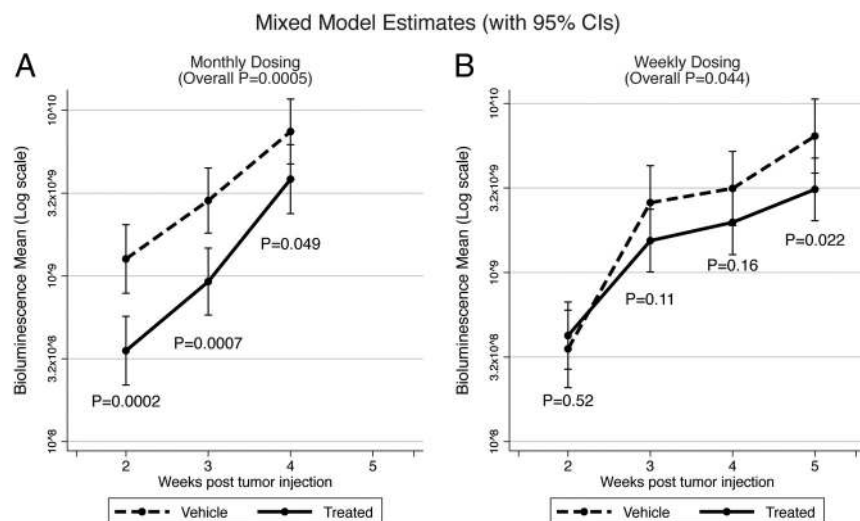 Mixed Model Estimates (with 95% CIs)
A
Monthly Dosing
(Overall P=0.0005)
Bioluminescence Mean (Log scale)
10^10
3.2x10^9
10^9
3.2x10^8
10^8
P=0.0002
P=0.0007
P=0.049
2 3 4 5
Weeks post tumor injection
Vehicle Treated
B
Weekly Dosing
(Overall P=0.044)
Bioluminescence Mean (Log scale)
10^10
3.2x10^9
10^9
3.2x10^8
10^8
P=0.52
P=0.11
P=0.16
P=0.022
2 3 4 5
Weeks post tumor injection
Vehicle Treated